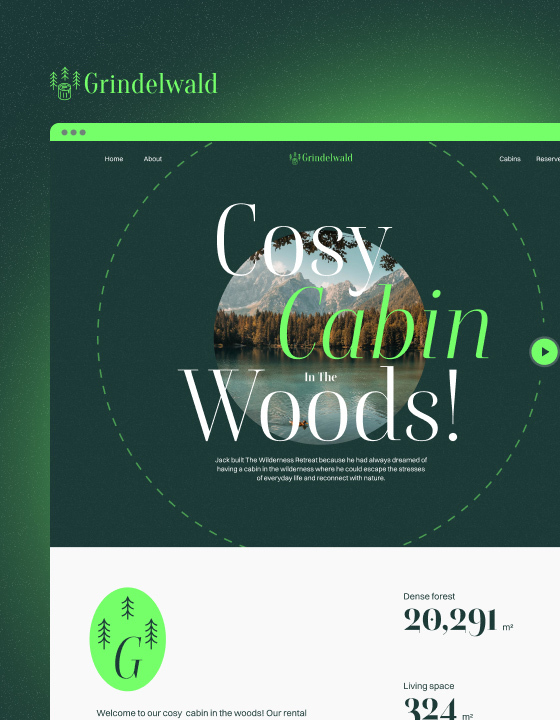 Grindelwald
Home About Grindelwald Cabins Reserve
Cosy
Cabin
In The
Woods!
Jack built The Wilderness Retreat because he had always dreamed of
having a cabin in the wilderness where he could escape the stresses
of everyday life and reconnect with nature.
G
Dense forest
20,291 m²
Living space
324 m²
Welcome to our cosy cabin in the woods! Our rental